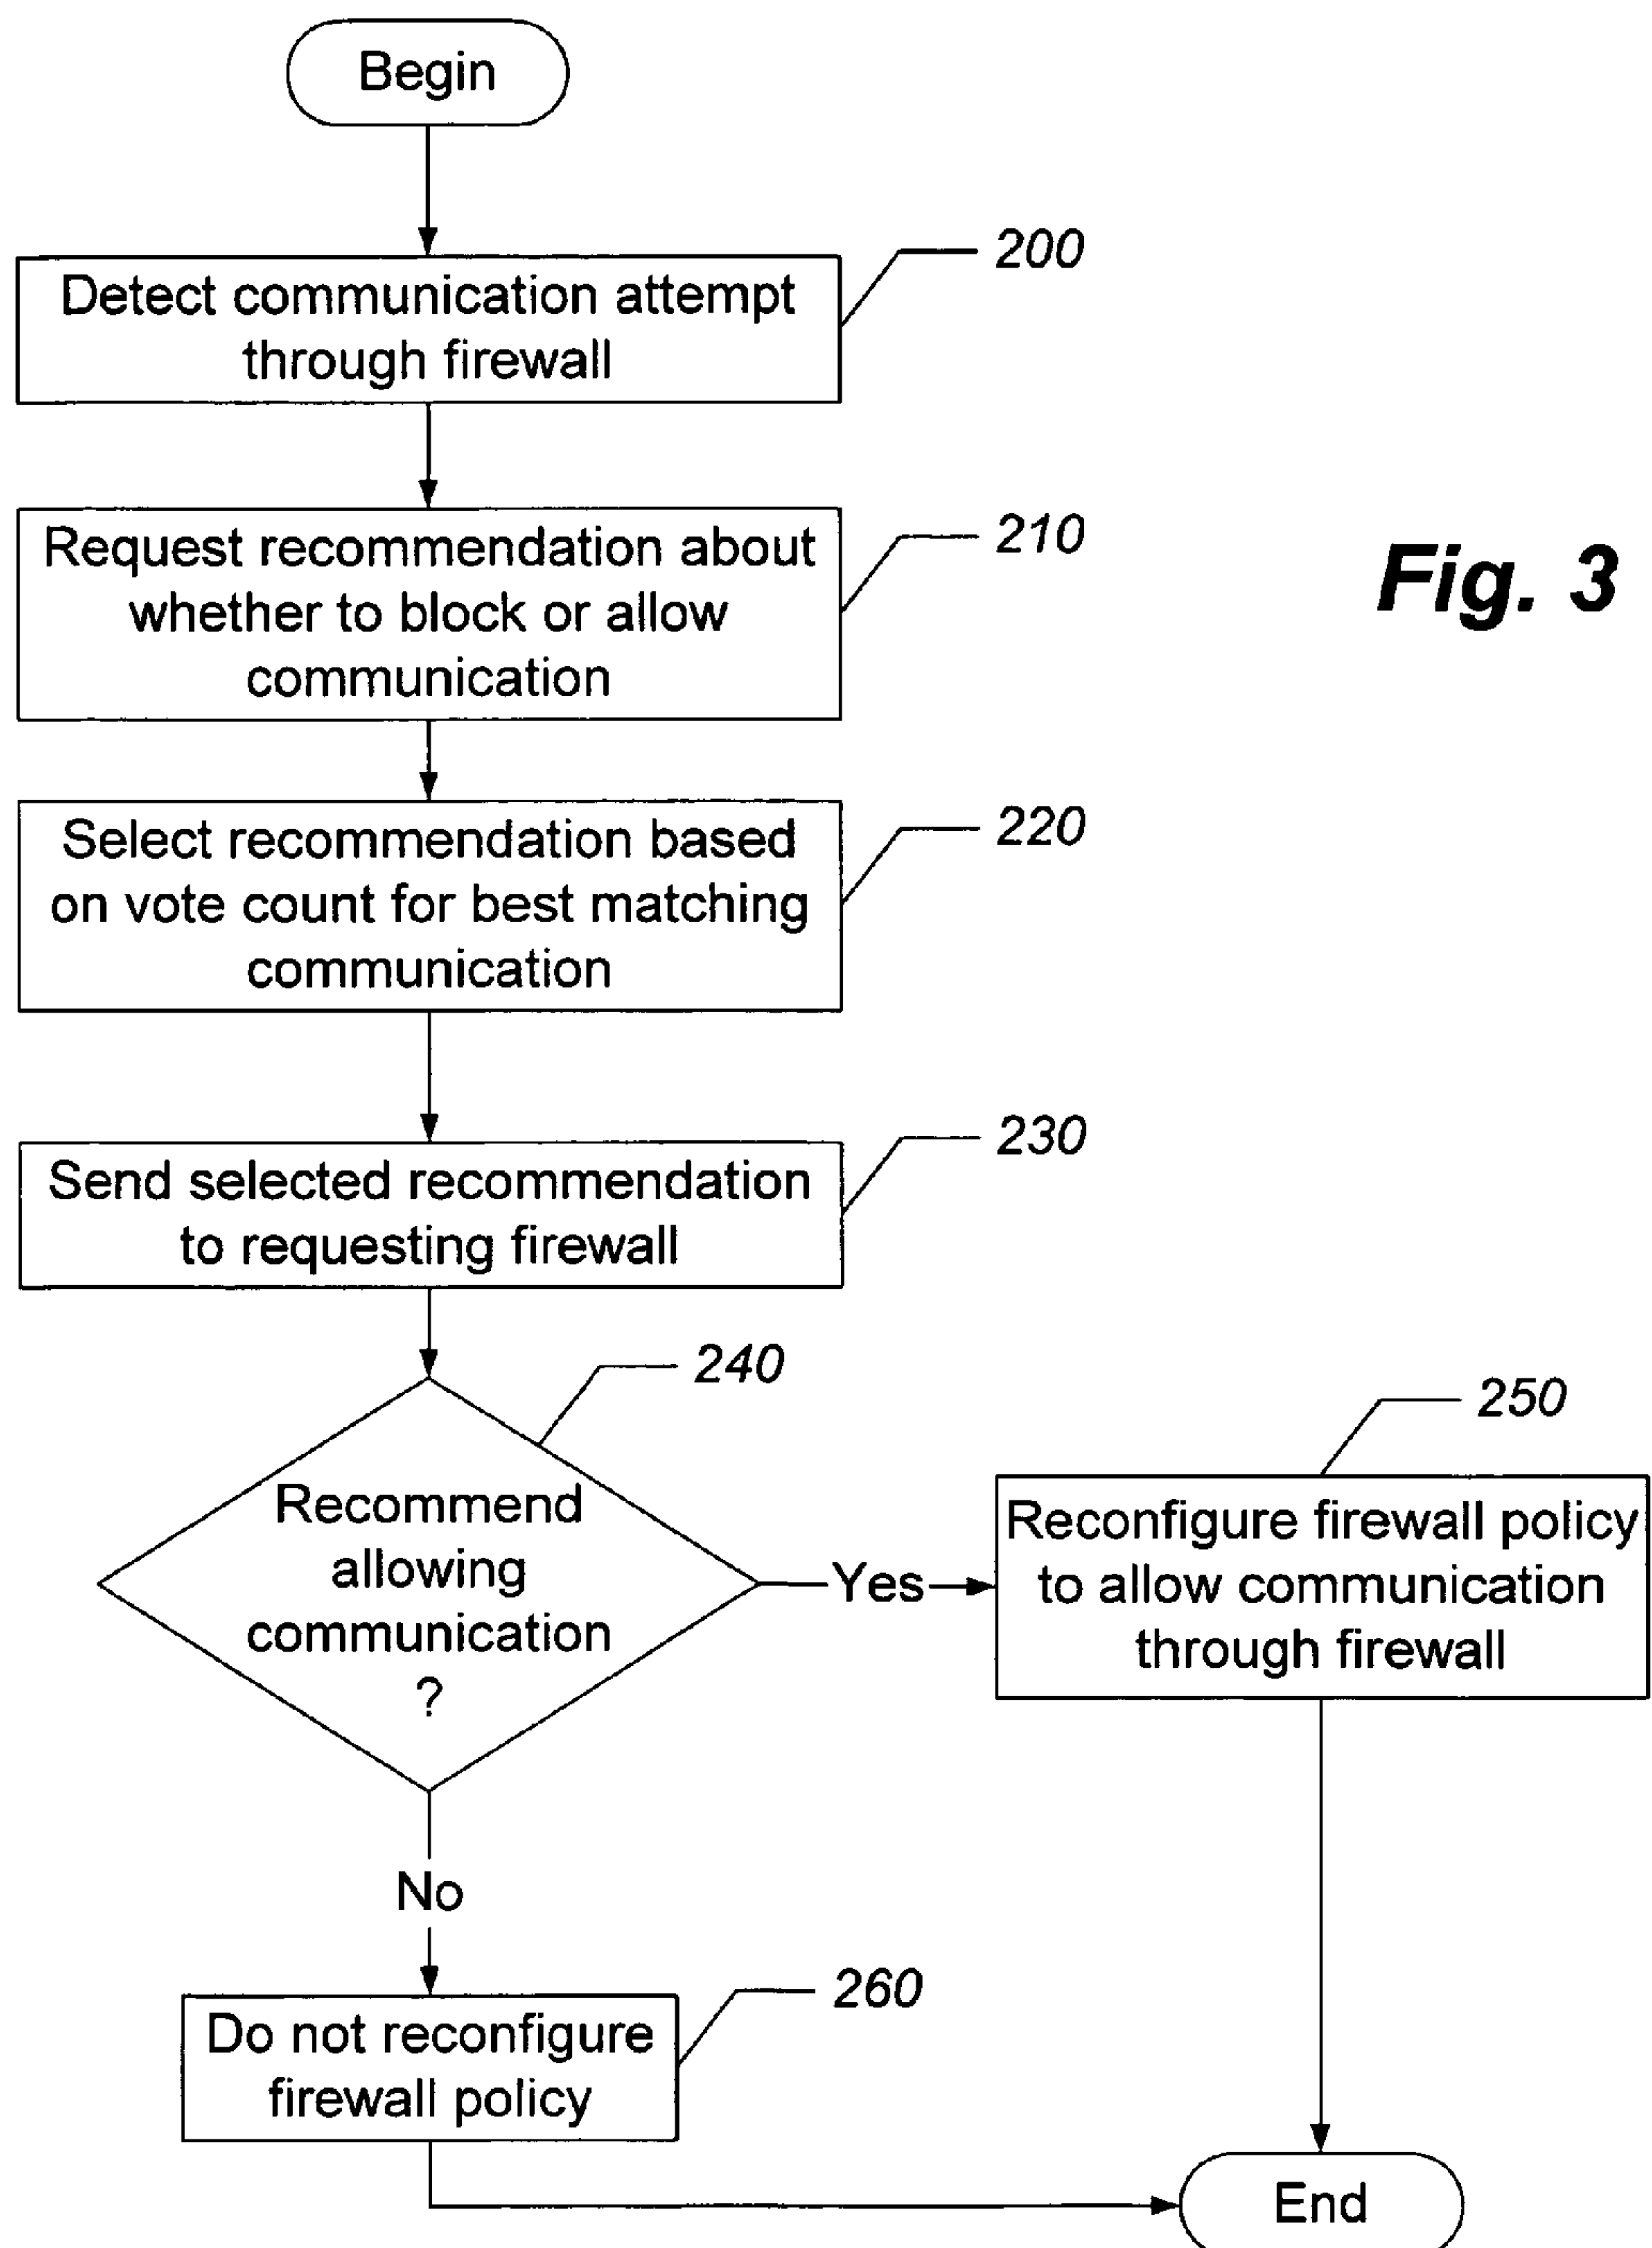 Begin
200
Detect communication attempt
through firewall
210
Request recommendation about
whether to block or allow
communication
Fig. 3
220
Select recommendation based
on vote count for best matching
communication
230
Send selected recommendation
to requesting firewall
240
Recommend
allowing
communication
?
Yes
250
Reconfigure firewall policy
to allow communication
through firewall
No
260
Do not reconfigure
firewall policy
End